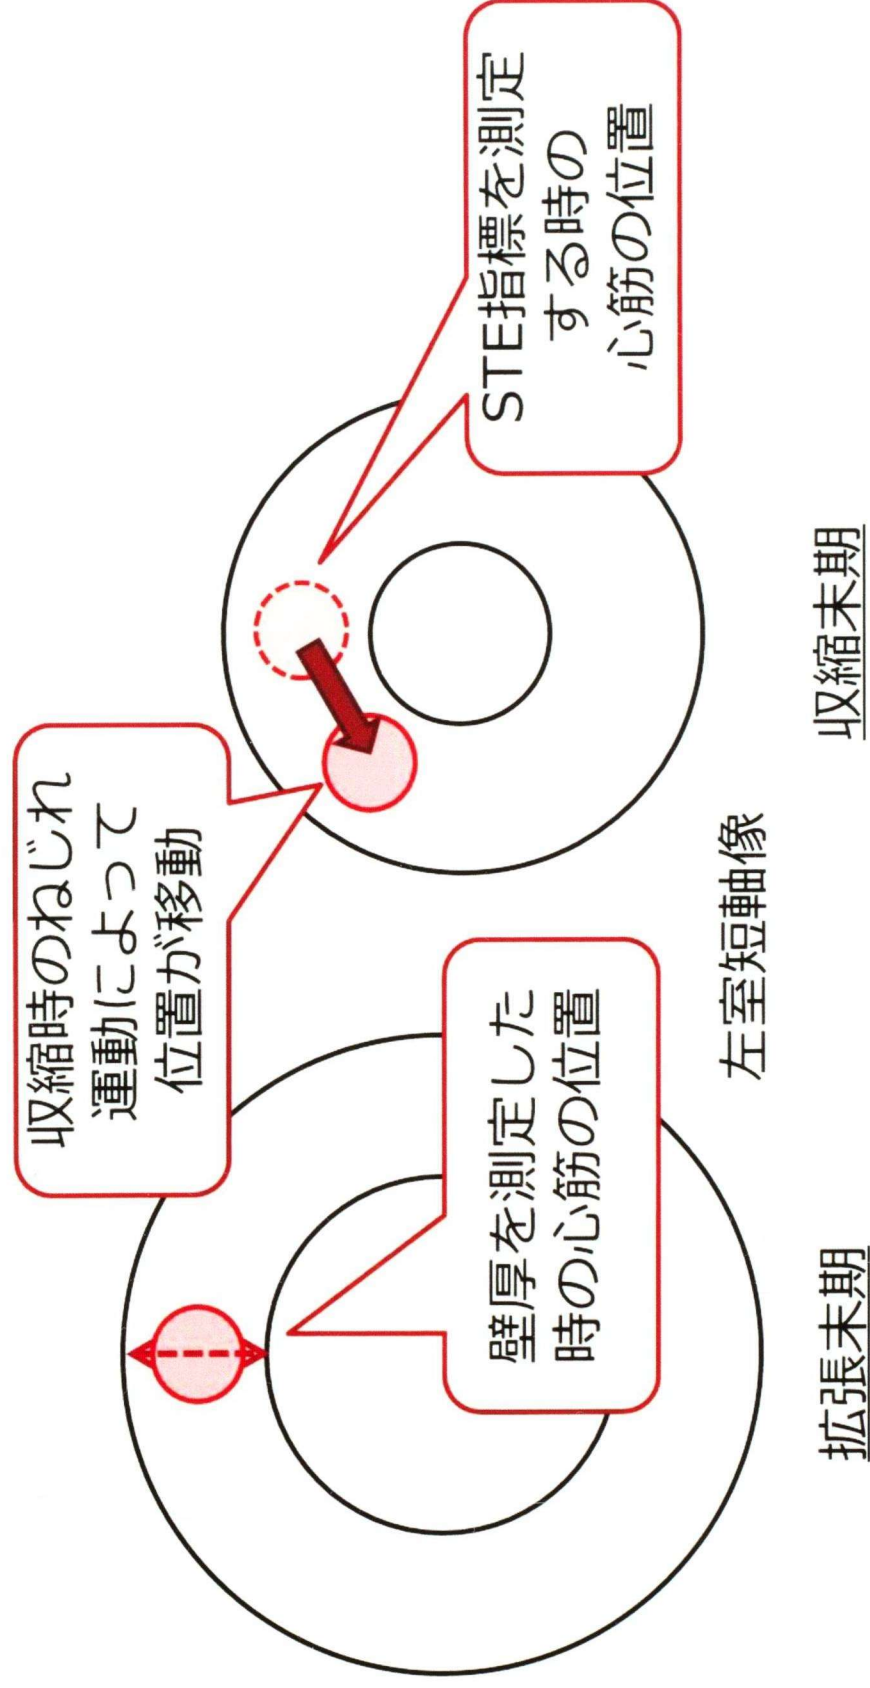 収縮時のねじれ
運動によって
位置が移動
STE指標を測定
する時の
心筋の位置
壁厚を測定した
時の心筋の位置
左室短軸像
拡張末期
収縮末期